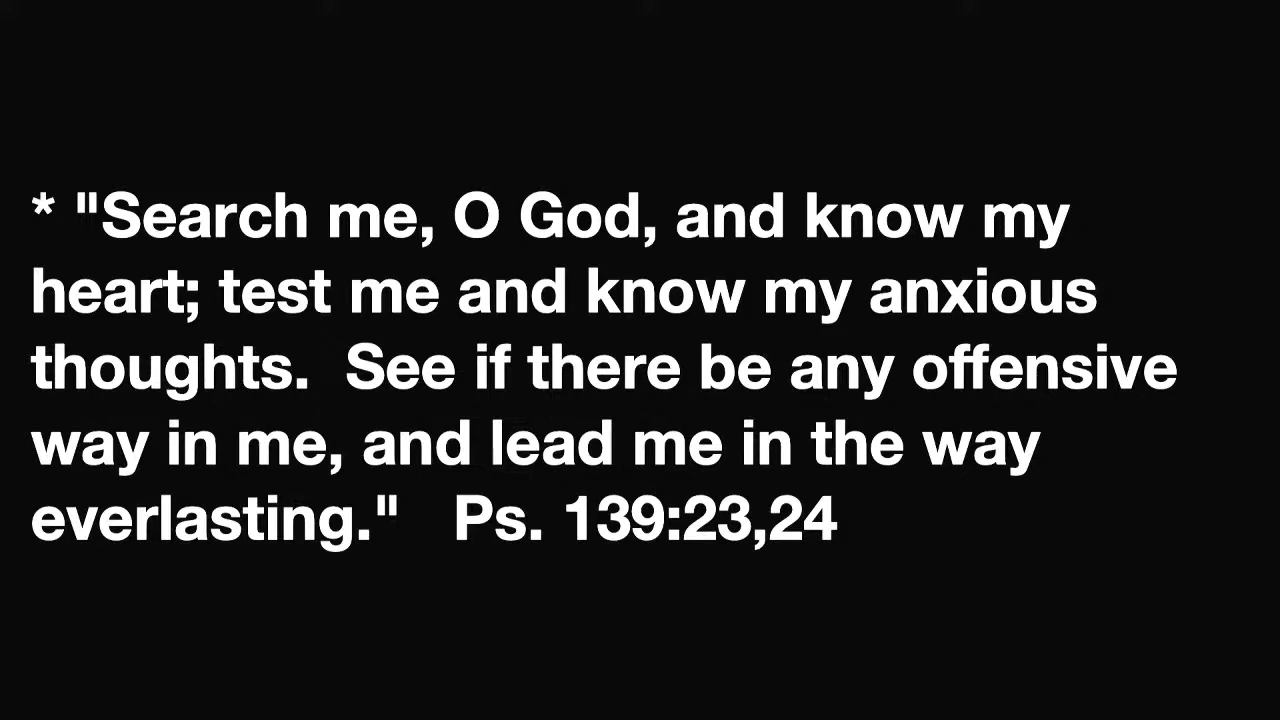 * "Search me, O God, and know my
heart; test me and know my anxious
thoughts.  See if there be any offensive
way in me, and lead me in the way
everlasting."   Ps. 139:23,24